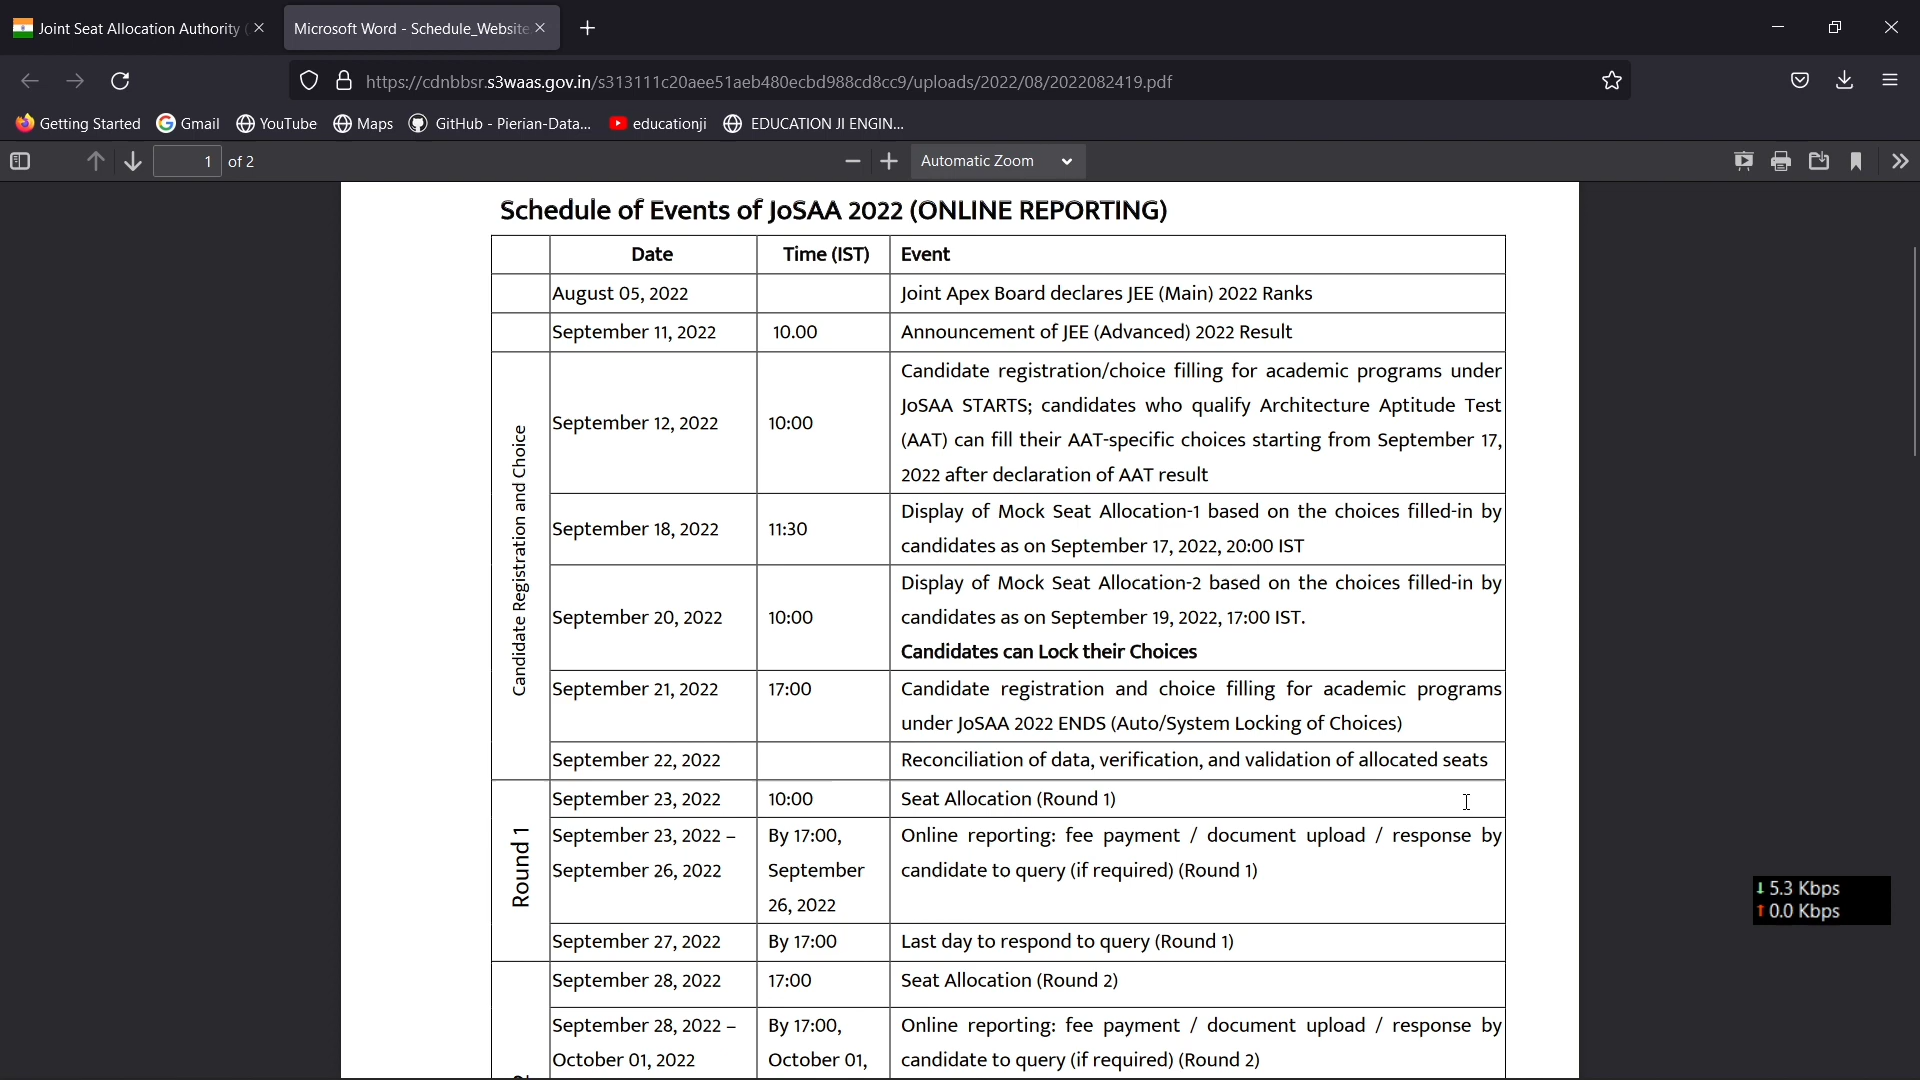 Joint Seat Allocation Authority (
Microsoft Word - Schedule_Website
https://cdnbbsr.s3waas.gov.in/s313111c20aee51aeb480ecbd988cd8cc9/uploads/2022/08/2022082419.pdf
Getting Started Gmail YouTube Maps GitHub - Pierian-Data... educationji EDUCATION JI ENGIN...
1 of 2 Automatic Zoom
Schedule of Events of JoSAA 2022 (ONLINE REPORTING)
Date Time (IST) Event
August 05, 2022 Joint Apex Board declares JEE (Main) 2022 Ranks
September 11, 2022 10.00 Announcement of JEE (Advanced) 2022 Result
Candidate Registration and Choice
September 12, 2022 10:00 Candidate registration/choice filling for academic programs under
JoSAA STARTS; candidates who qualify Architecture Aptitude Test
(AAT) can fill their AAT-specific choices starting from September 17,
2022 after declaration of AAT result
September 18, 2022 11:30 Display of Mock Seat Allocation-1 based on the choices filled-in by
candidates as on September 17, 2022, 20:00 IST
September 20, 2022 10:00 Display of Mock Seat Allocation-2 based on the choices filled-in by
candidates as on September 19, 2022, 17:00 IST.
Candidates can Lock their Choices
September 21, 2022 17:00 Candidate registration and choice filling for academic programs
under JoSAA 2022 ENDS (Auto/System Locking of Choices)
September 22, 2022 Reconciliation of data, verification, and validation of allocated seats
Round 1
September 23, 2022 10:00 Seat Allocation (Round 1)
September 23, 2022 – By 17:00, Online reporting: fee payment / document upload / response by
September 26, 2022 September candidate to query (if required) (Round 1)
26, 2022
September 27, 2022 By 17:00 Last day to respond to query (Round 1)
September 28, 2022 17:00 Seat Allocation (Round 2)
September 28, 2022 – By 17:00, Online reporting: fee payment / document upload / response by
October 01, 2022 October 01, candidate to query (if required) (Round 2)
↓ 5.3 Kbps
↑ 0.0 Kbps